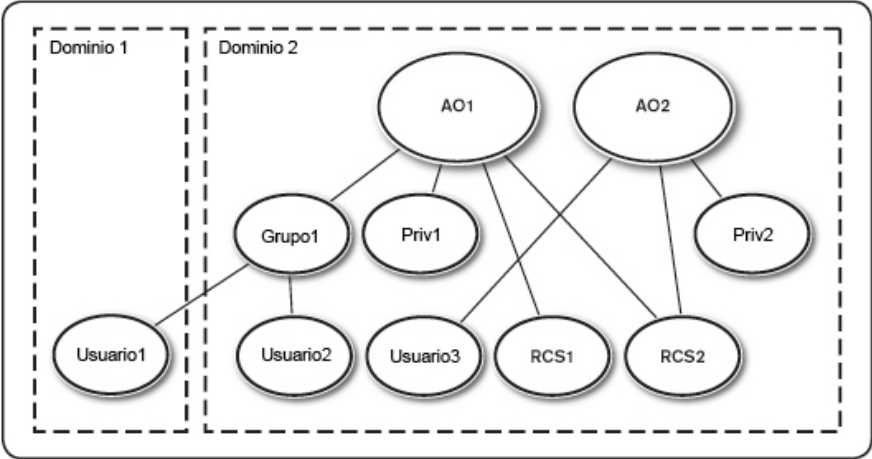 Dominio 1
Dominio 2
AO1
AO2
Grupo1
Priv1
Priv2
Usuario1
Usuario2
Usuario3
RCS1
RCS2